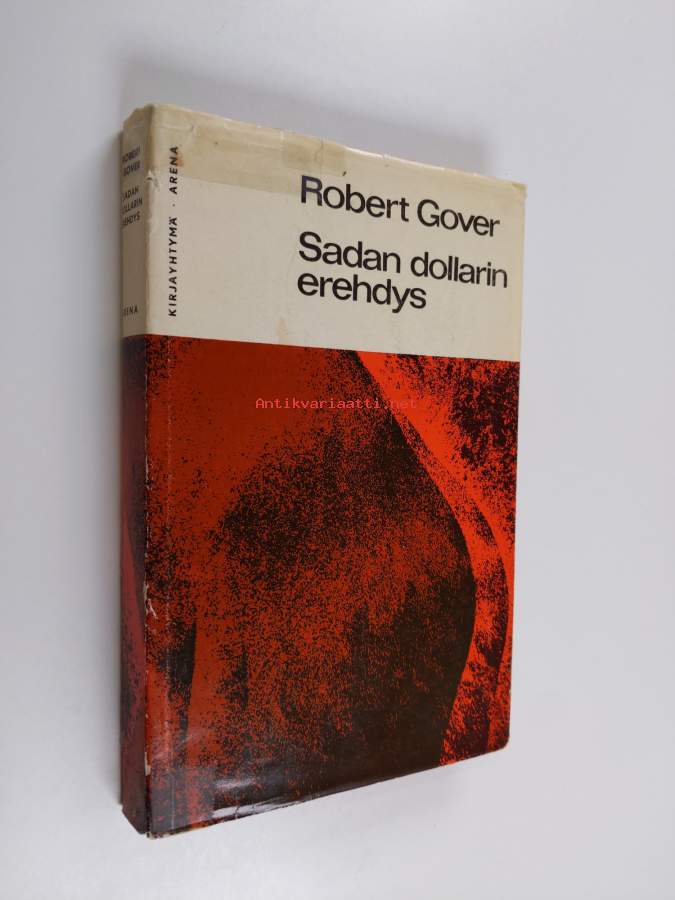 Robert Gover
Sadan dollarin
erehdys
KIRJAYHTYMÄ · ARENA
ROBERT
GOVER
SADAN
DOLLARIN
EREHDYS
ARENA
Antikvariaatti.net